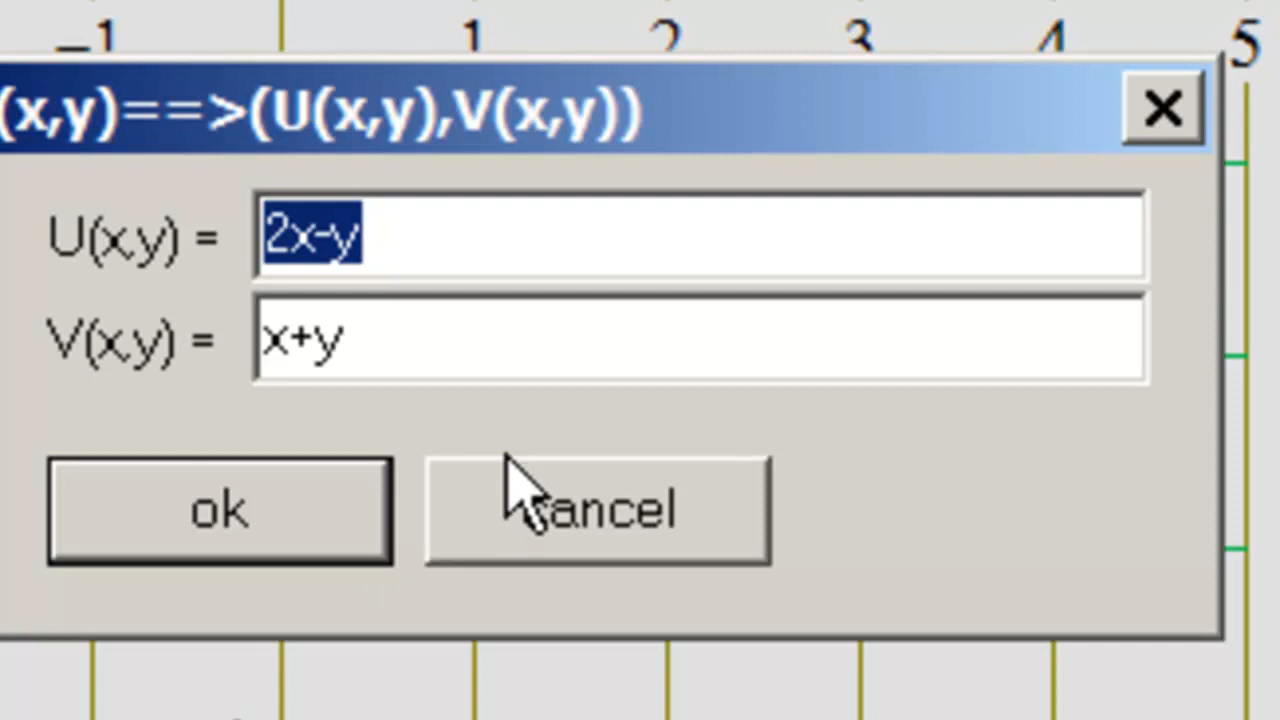 -1 1 2 3 4 5
(x,y)==>(U(x,y),V(x,y))
U(x,y) = 2x-y
V(x,y) = x+y
ok cancel